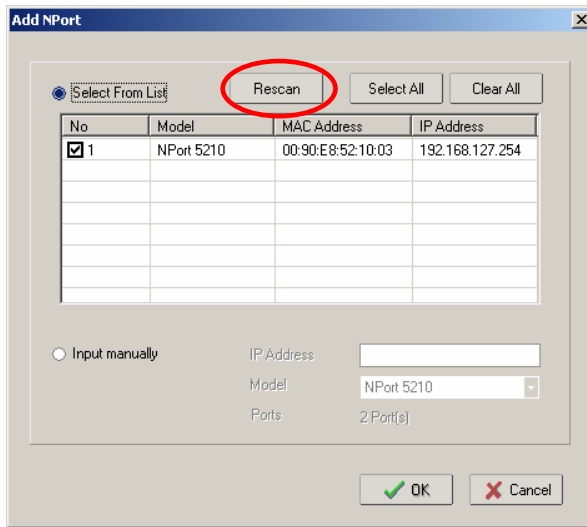 Add NPort
Select From List Rescan Select All Clear All
No Model MAC Address IP Address
1 NPort 5210 00:90:E8:52:10:03 192.168.127.254
Input manually IP Address
Model NPort 5210
Ports 2 Port(s)
OK Cancel